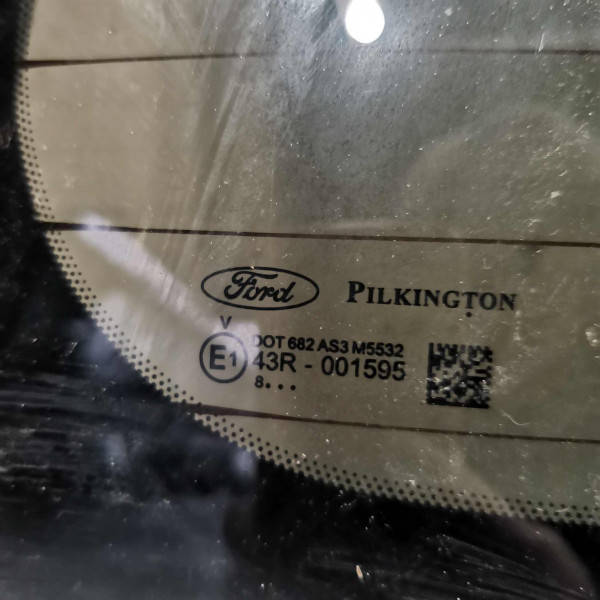 Ford PILKINGTON
V
DOT 682 AS3 M5532
E1 43R - 001595
8...